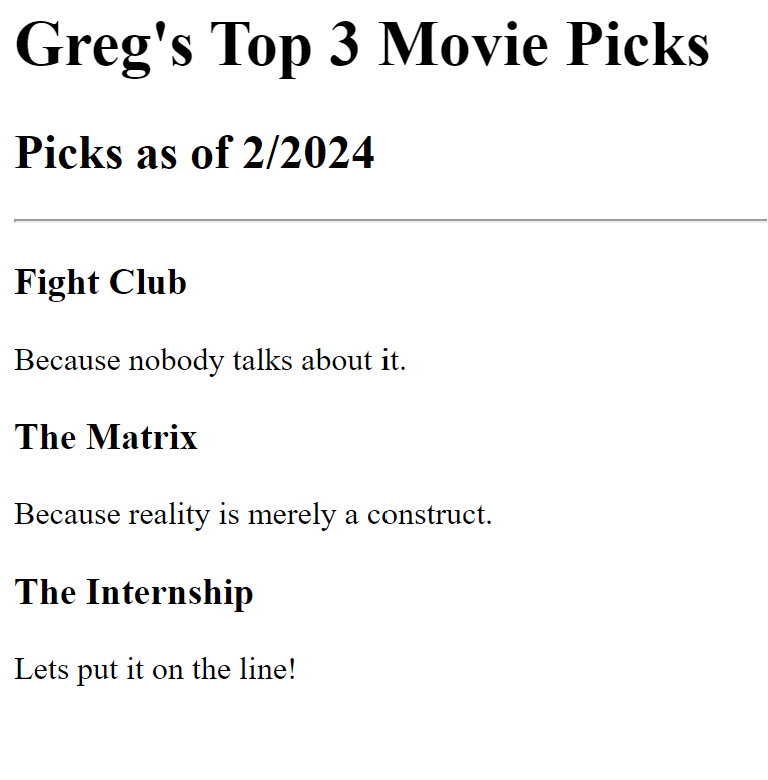 Greg's Top 3 Movie Picks
Picks as of 2/2024
Fight Club
Because nobody talks about it.
The Matrix
Because reality is merely a construct.
The Internship
Lets put it on the line!